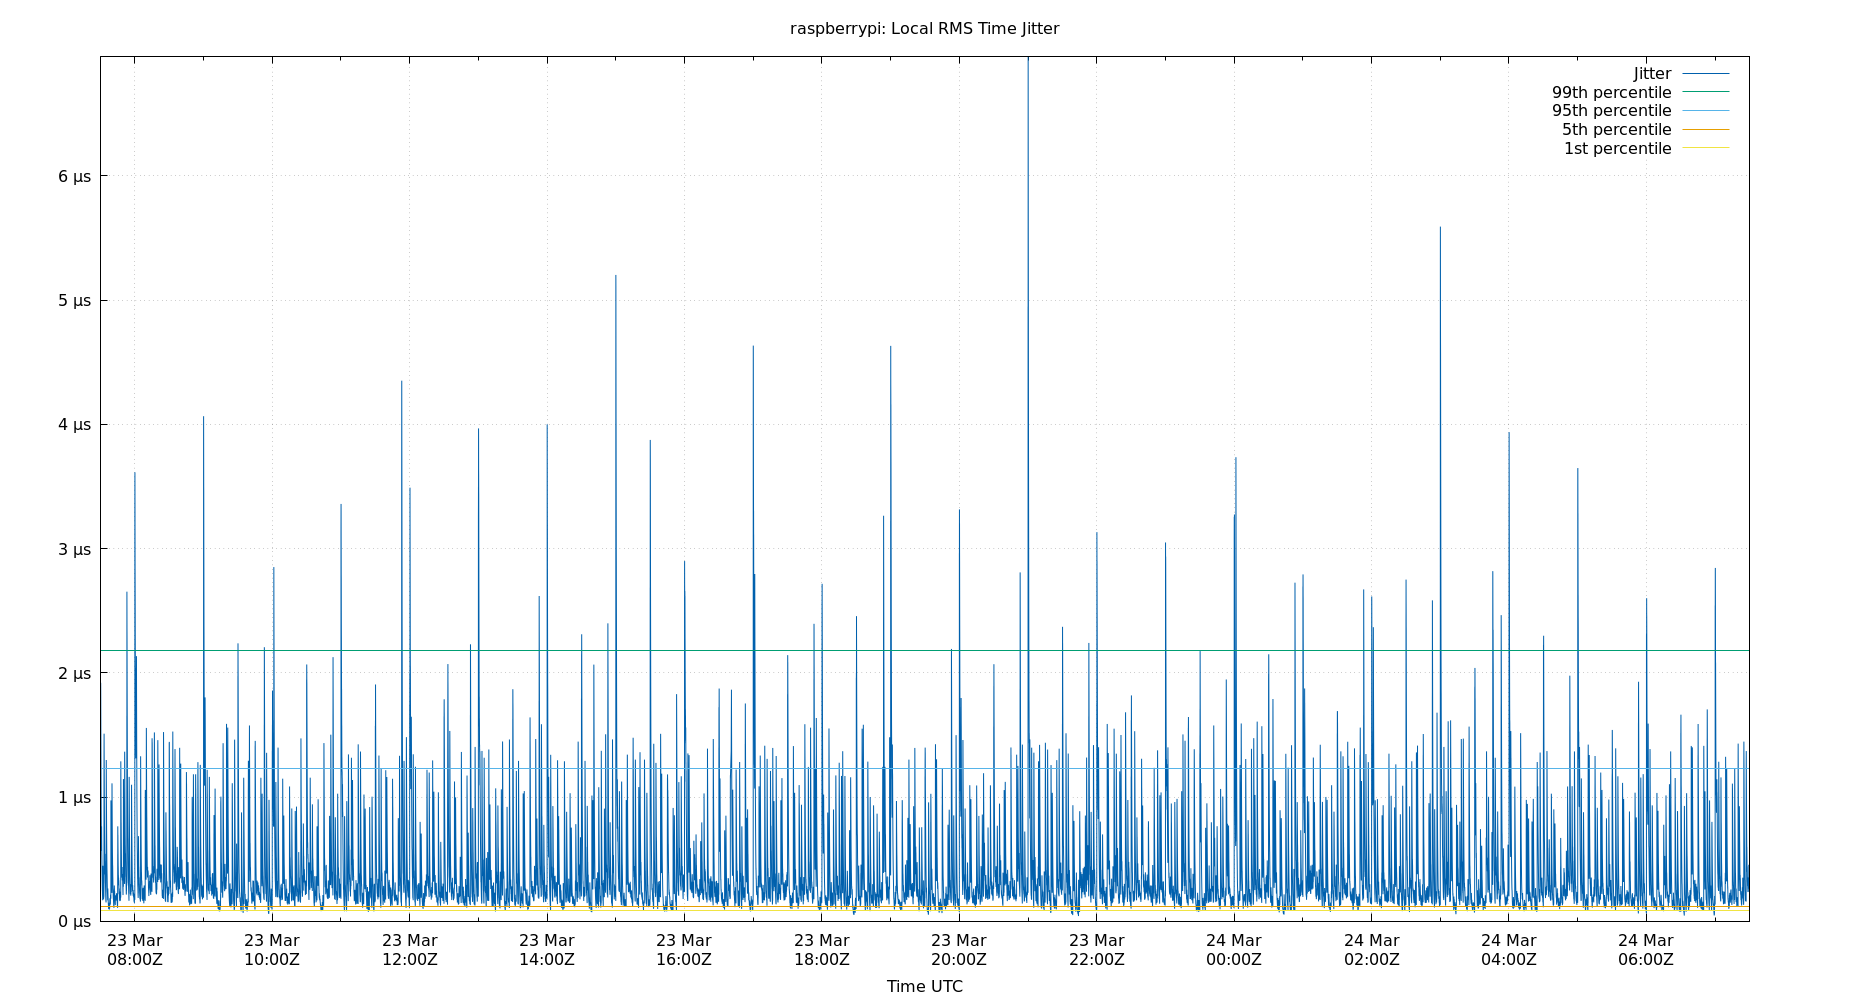 raspberrypi: Local RMS Time Jitter
Jitter
99th percentile
95th percentile
5th percentile
1st percentile
6 µs
5 µs
4 µs
3 µs
2 µs
1 µs
0 µs
23 Mar 23 Mar 23 Mar 23 Mar 23 Mar 23 Mar 23 Mar 23 Mar 24 Mar 24 Mar 24 Mar 24 Mar
08:00Z 10:00Z 12:00Z 14:00Z 16:00Z 18:00Z 20:00Z 22:00Z 00:00Z 02:00Z 04:00Z 06:00Z
Time UTC